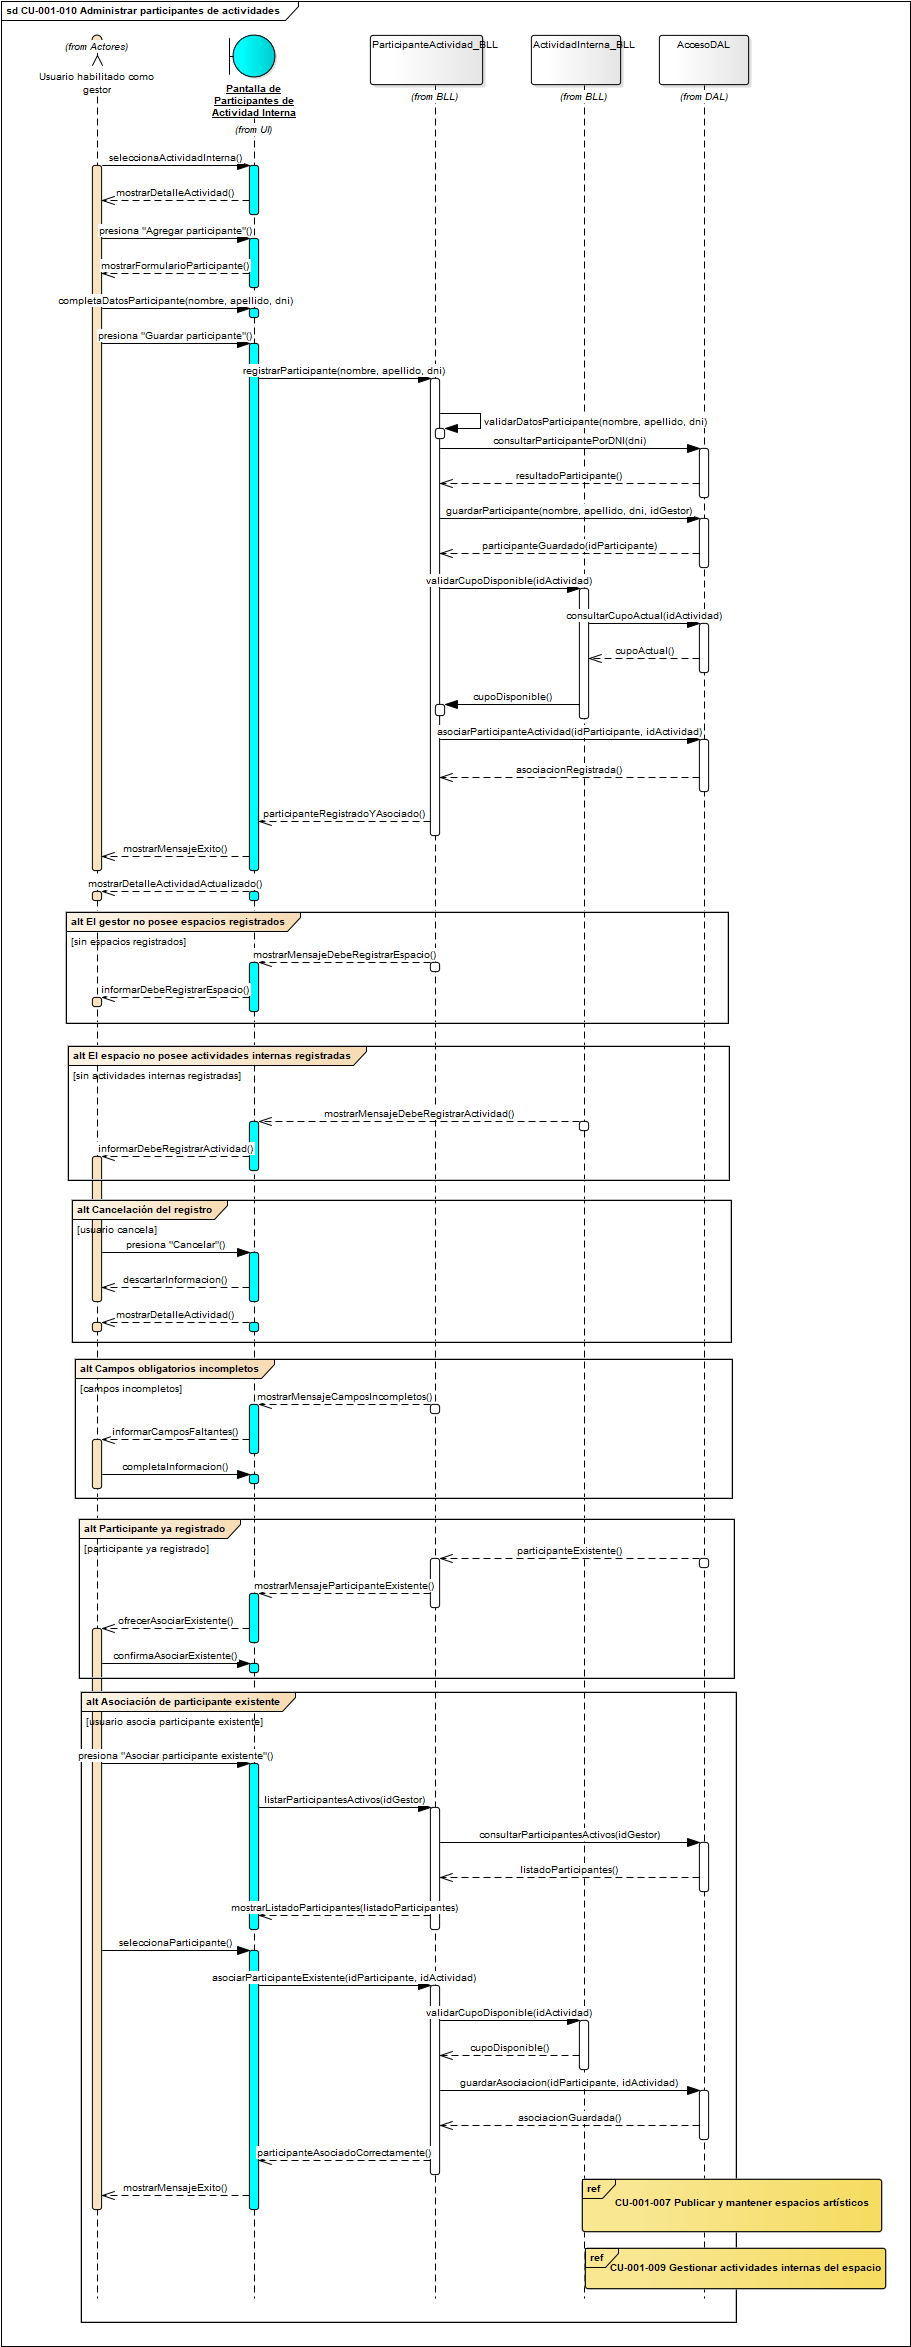 sd CU-001-010 Administrar participantes de actividades
(from Actores)
Usuario habilitado como
gestor
Pantalla de
Participantes de
Actividad Interna
(from UI)
ParticipanteActividad_BLL
(from BLL)
ActividadInterna_BLL
(from BLL)
AccesoDAL
(from DAL)
seleccionaActividadInterna()
mostrarDetalleActividad()
presiona "Agregar participante"()
mostrarFormularioParticipante()
completaDatosParticipante(nombre, apellido, dni)
presiona "Guardar participante"()
registrarParticipante(nombre, apellido, dni)
validarDatosParticipante(nombre, apellido, dni)
consultarParticipantePorDNI(dni)
resultadoParticipante()
guardarParticipante(nombre, apellido, dni, idGestor)
participanteGuardado(idParticipante)
validarCupoDisponible(idActividad)
consultarCupoActual(idActividad)
cupoActual()
cupoDisponible()
asociarParticipanteActividad(idParticipante, idActividad)
asociacionRegistrada()
participanteRegistradoYAsociado()
mostrarMensajeExito()
mostrarDetalleActividadActualizado()
alt El gestor no posee espacios registrados
[sin espacios registrados]
mostrarMensajeDebeRegistrarEspacio()
informarDebeRegistrarEspacio()
alt El espacio no posee actividades internas registradas
[sin actividades internas registradas]
mostrarMensajeDebeRegistrarActividad()
informarDebeRegistrarActividad()
alt Cancelación del registro
[usuario cancela]
presiona "Cancelar"()
descartarInformacion()
mostrarDetalleActividad()
alt Campos obligatorios incompletos
[campos incompletos]
mostrarMensajeCamposIncompletos()
informarCamposFaltantes()
completaInformacion()
alt Participante ya registrado
[participante ya registrado]
participanteExistente()
mostrarMensajeParticipanteExistente()
ofrecerAsociarExistente()
confirmaAsociarExistente()
alt Asociación de participante existente
[usuario asocia participante existente]
presiona "Asociar participante existente"()
listarParticipantesActivos(idGestor)
consultarParticipantesActivos(idGestor)
listadoParticipantes()
mostrarListadoParticipantes(listadoParticipantes)
seleccionaParticipante()
asociarParticipanteExistente(idParticipante, idActividad)
validarCupoDisponible(idActividad)
cupoDisponible()
guardarAsociacion(idParticipante, idActividad)
asociacionGuardada()
participanteAsociadoCorrectamente()
mostrarMensajeExito()
ref
CU-001-007 Publicar y mantener espacios artísticos
ref
CU-001-009 Gestionar actividades internas del espacio